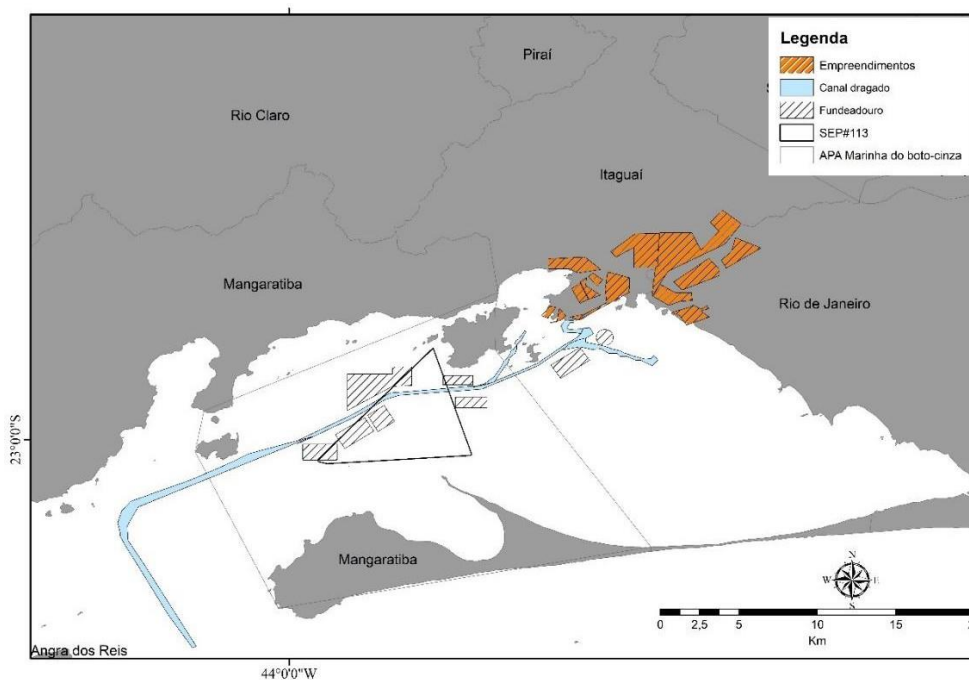 Piraí
Rio Claro
Itaguaí
Mangaratiba
Rio de Janeiro
Mangaratiba
Angra dos Reis
Legenda
Empreendimentos
Canal dragado
Fundeadouro
SEP#113
APA Marinha do boto-cinza
23°0'0"S
44°0'0"W
N
W
E
S
0 2,5 5 10 15
Km